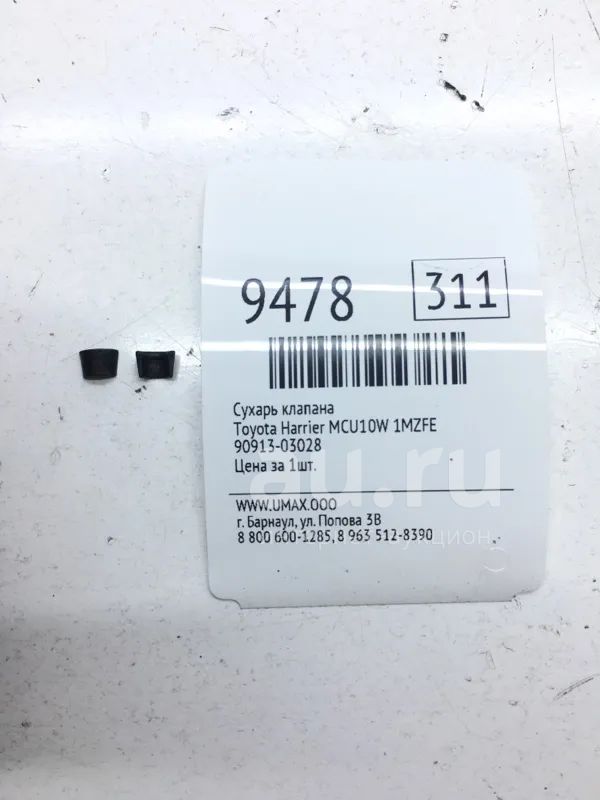 9478 311
Сухарь клапана
Toyota Harrier MCU10W 1MZFE
90913-03028
Цена за 1шт.
WWW.UMAX.OOO
г. Барнаул, ул. Попова 3В
8 800 600-1285, 8 963 512-8390
au.ru